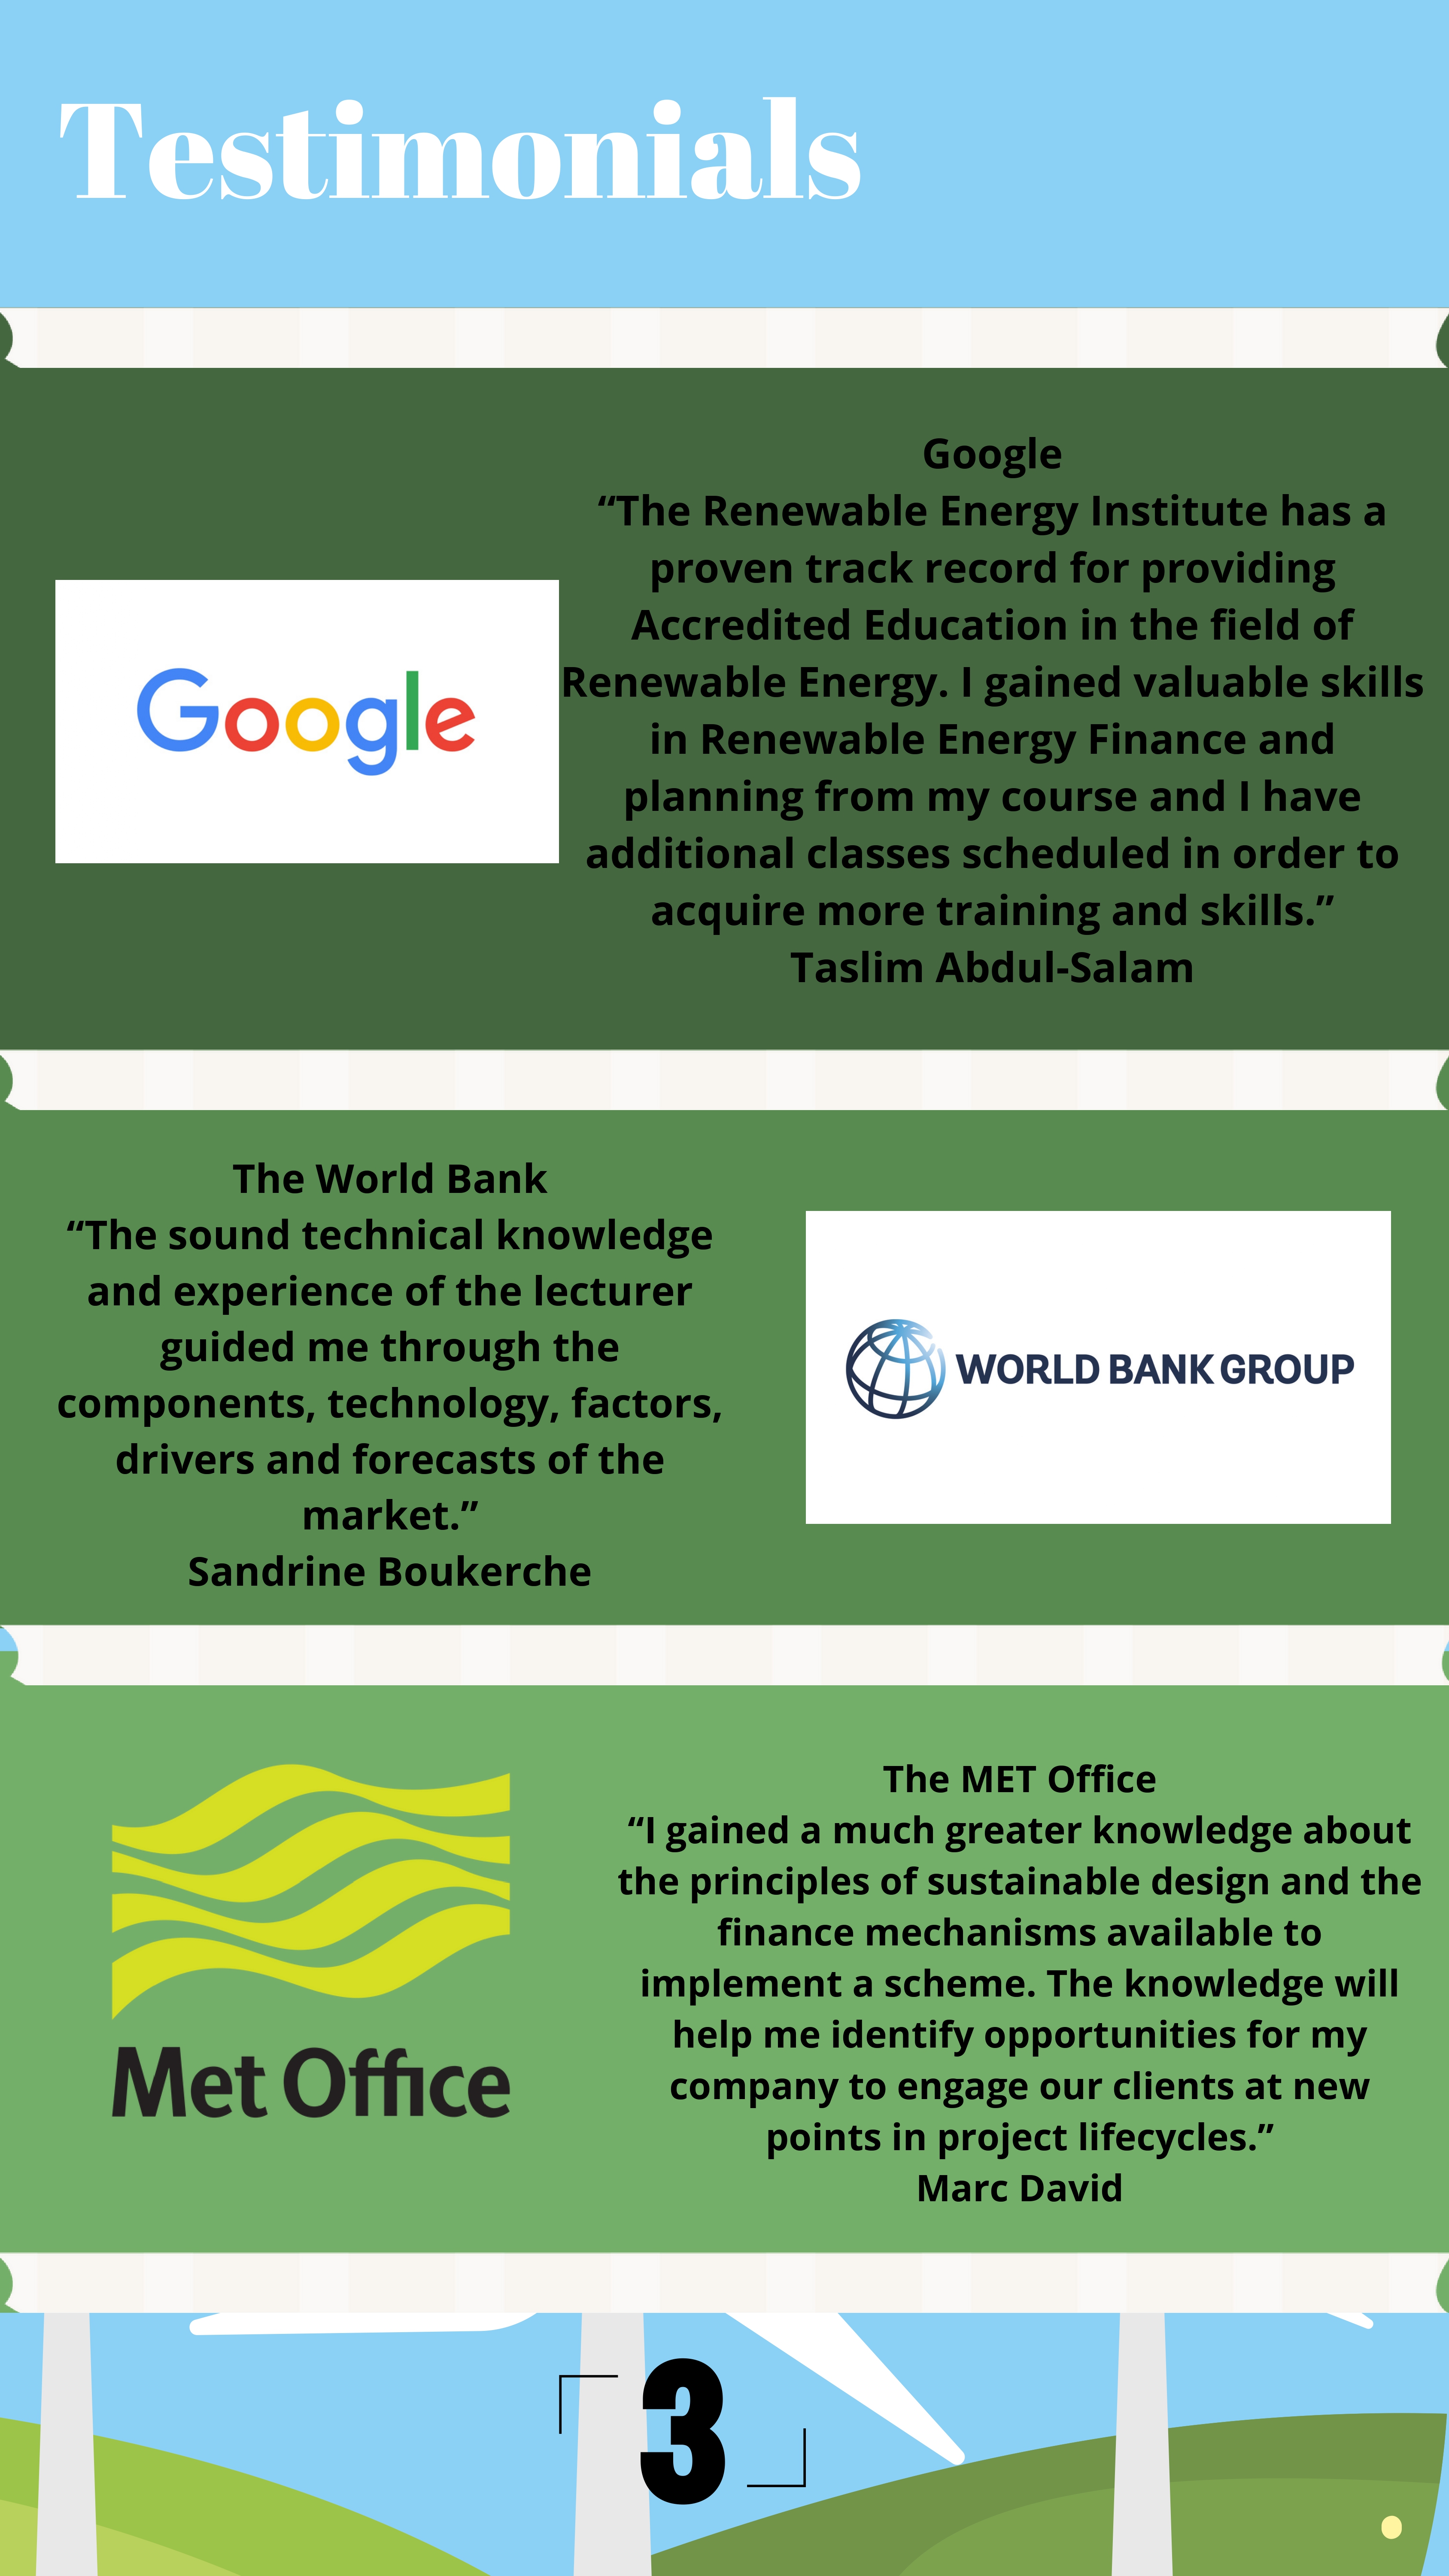 Testimonials
Google
“The Renewable Energy Institute has a
proven track record for providing
Accredited Education in the field of
Renewable Energy. I gained valuable skills
in Renewable Energy Finance and
planning from my course and I have
additional classes scheduled in order to
acquire more training and skills.”
Taslim Abdul-Salam
Google
The World Bank
“The sound technical knowledge
and experience of the lecturer
guided me through the
components, technology, factors,
drivers and forecasts of the
market.”
Sandrine Boukerche
WORLD BANK GROUP
Met Office
The MET Office
“I gained a much greater knowledge about
the principles of sustainable design and the
finance mechanisms available to
implement a scheme. The knowledge will
help me identify opportunities for my
company to engage our clients at new
points in project lifecycles.”
Marc David
3